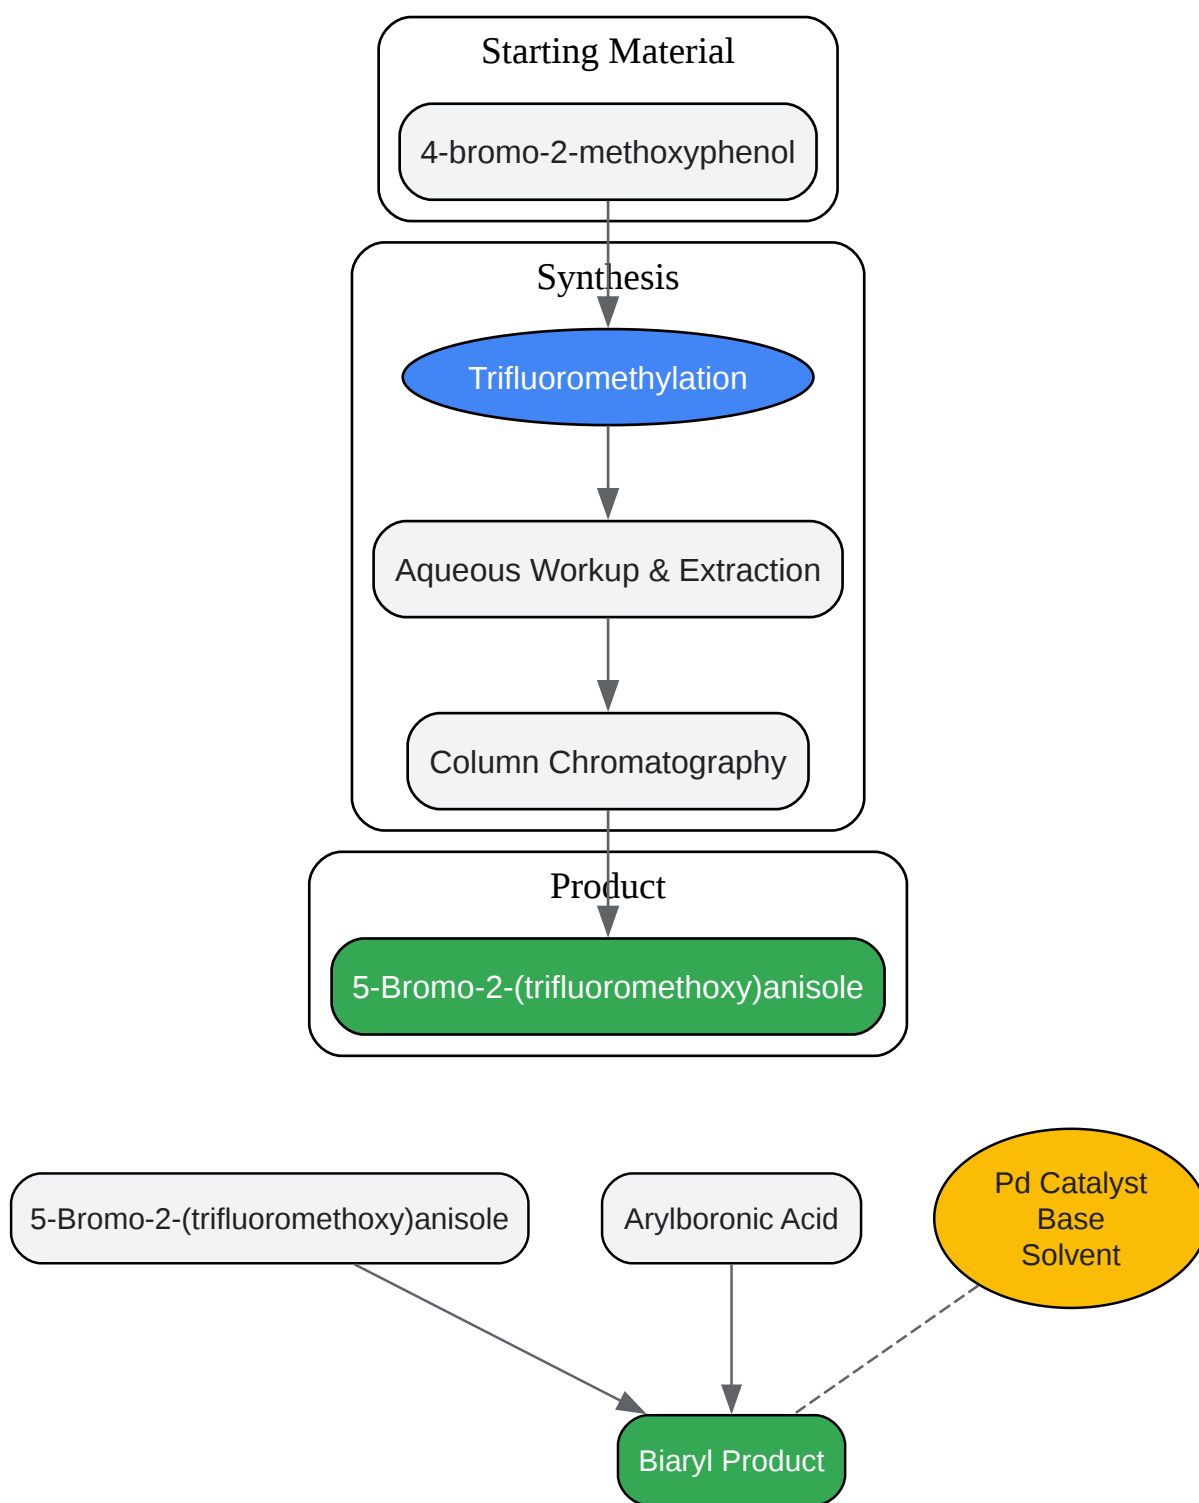 Starting Material
4-bromo-2-methoxyphenol
Synthesis
Trifluoromethylation
Aqueous Workup & Extraction
Column Chromatography
Product
5-Bromo-2-(trifluoromethoxy)anisole
5-Bromo-2-(trifluoromethoxy)anisole
Arylboronic Acid
Pd Catalyst
Base
Solvent
Biaryl Product